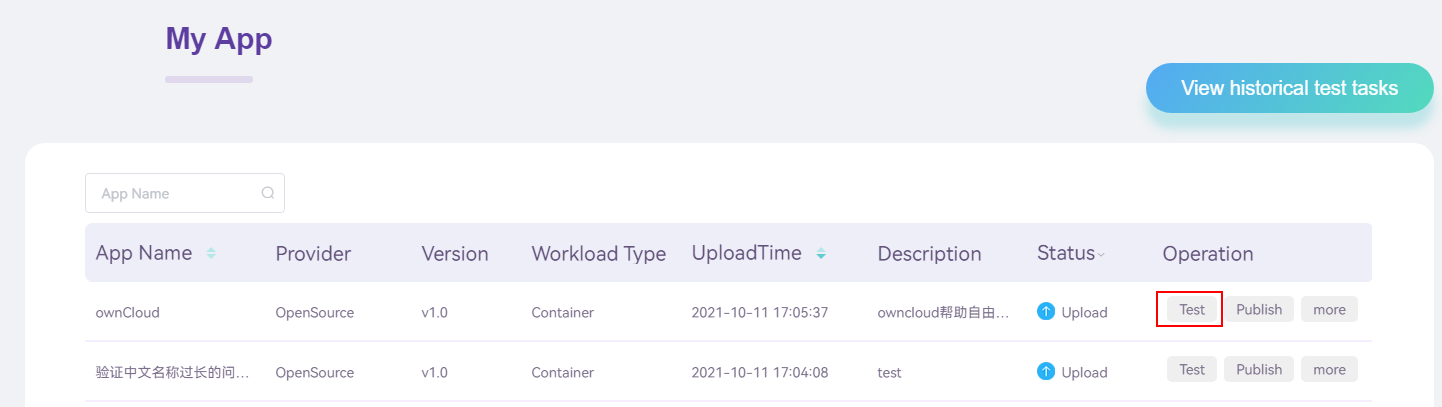 My App
View historical test tasks
App Name
App Name Provider Version Workload Type UploadTime Description Status Operation
ownCloud OpenSource v1.0 Container 2021-10-11 17:05:37 owncloud帮助自由... Upload Test Publish more
验证中文名称过长的问... OpenSource v1.0 Container 2021-10-11 17:04:08 test Upload Test Publish more